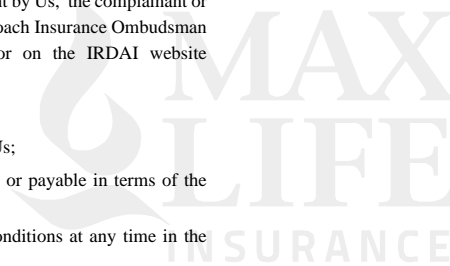 nt by Us, the complainant or
oach Insurance Ombudsman
or on the IRDAI website
Us;
or payable in terms of the
onditions at any time in the
MAX
LIFE
INSURANCE